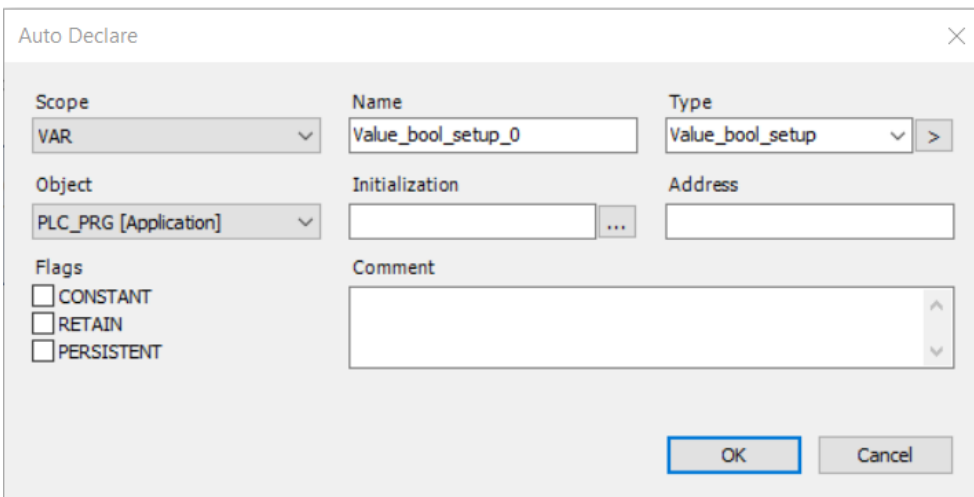 Auto Declare
Scope
Name
Type
VAR
Value_bool_setup_0
Value_bool_setup
>
Object
Initialization
Address
PLC_PRG [Application]
...
Flags
Comment
CONSTANT
RETAIN
PERSISTENT
OK
Cancel